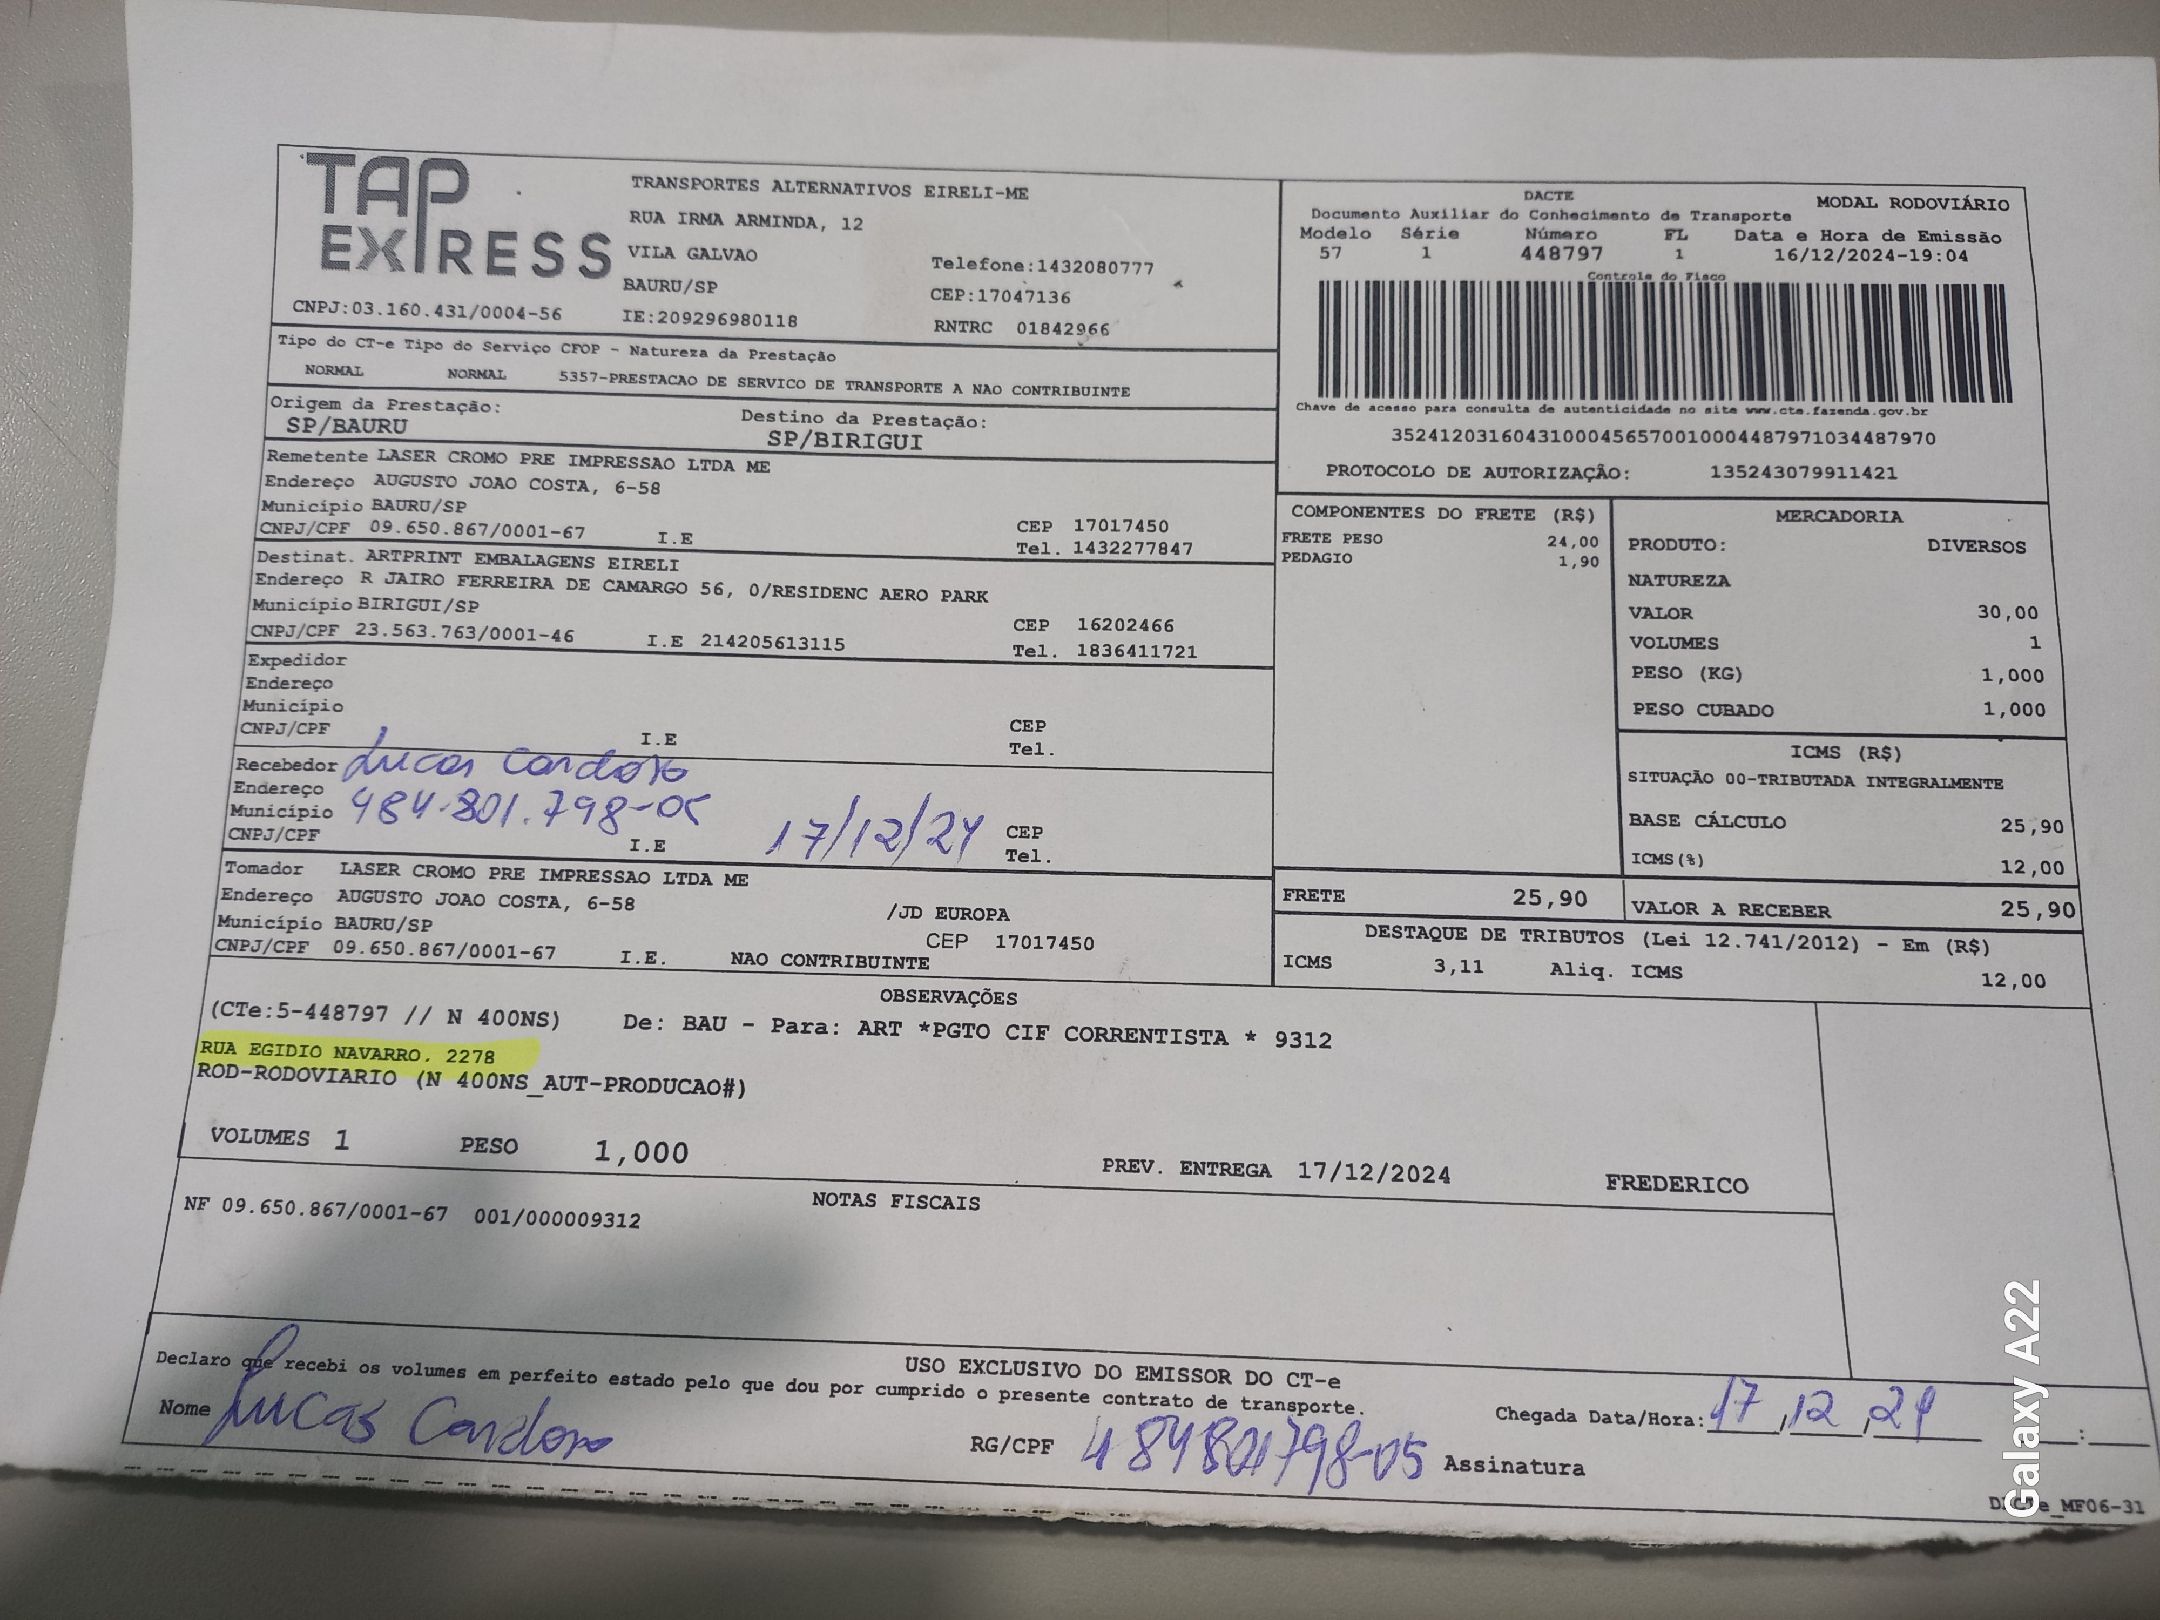 TAP EXPRESS
TRANSPORTES ALTERNATIVOS EIRELI-ME
RUA IRMA ARMINDA, 12
VILA GALVAO
Telefone:1432080777
BAURU/SP
CEP:17047136
CNPJ:03.160.431/0004-56 IE:209296980118 RNTRC 01842966
DACTE
MODAL RODOVIÁRIO
Documento Auxiliar do Conhecimento de Transporte
Modelo Série Número FL Data e Hora de Emissão
57 1 448797 1 16/12/2024-19:04
Controle do Fisco
Chave de acesso para consulta de autenticidade no site www.cte.fazenda.gov.br
35241203160431000456570010004487971034487970
PROTOCOLO DE AUTORIZAÇÃO: 135243079911421
Tipo do CT-e Tipo do Serviço CFOP - Natureza da Prestação
NORMAL NORMAL 5357-PRESTACAO DE SERVICO DE TRANSPORTE A NAO CONTRIBUINTE
Origem da Prestação: Destino da Prestação:
SP/BAURU SP/BIRIGUI
Remetente LASER CROMO PRE IMPRESSAO LTDA ME
Endereço AUGUSTO JOAO COSTA, 6-58
Município BAURU/SP CEP 17017450
CNPJ/CPF 09.650.867/0001-67 I.E Tel. 1432277847
Destinat. ARTPRINT EMBALAGENS EIRELI
Endereço R JAIRO FERREIRA DE CAMARGO 56, 0/RESIDENC AERO PARK
Município BIRIGUI/SP CEP 16202466
CNPJ/CPF 23.563.763/0001-46 I.E 214205613115 Tel. 1836411721
Expedidor
Endereço
Município CEP
CNPJ/CPF I.E Tel.
Recebedor Lucas Cardoso
Endereço
Município 484.801.798-05 17/12/24 CEP
CNPJ/CPF I.E Tel.
Tomador LASER CROMO PRE IMPRESSAO LTDA ME
Endereço AUGUSTO JOAO COSTA, 6-58 /JD EUROPA
Município BAURU/SP CEP 17017450
CNPJ/CPF 09.650.867/0001-67 I.E. NAO CONTRIBUINTE
COMPONENTES DO FRETE (R$)
FRETE PESO 24,00
PEDAGIO 1,90
MERCADORIA
PRODUTO: DIVERSOS
NATUREZA
VALOR 30,00
VOLUMES 1
PESO (KG) 1,000
PESO CUBADO 1,000
ICMS (R$)
SITUAÇÃO 00-TRIBUTADA INTEGRALMENTE
BASE CÁLCULO 25,90
ICMS(%) 12,00
FRETE 25,90 VALOR A RECEBER 25,90
DESTAQUE DE TRIBUTOS (Lei 12.741/2012) - Em (R$)
ICMS 3,11 Aliq. ICMS 12,00
OBSERVAÇÕES
(CTe:5-448797 // N 400NS) De: BAU - Para: ART *PGTO CIF CORRENTISTA * 9312
RUA EGIDIO NAVARRO. 2278
ROD-RODOVIARIO (N 400NS_AUT-PRODUCAO#)
VOLUMES 1 PESO 1,000 PREV. ENTREGA 17/12/2024 FREDERICO
NOTAS FISCAIS
NF 09.650.867/0001-67 001/000009312
USO EXCLUSIVO DO EMISSOR DO CT-e
Declaro que recebi os volumes em perfeito estado pelo que dou por cumprido o presente contrato de transporte.
Nome Lucas Cardoso RG/CPF 484801798-05 Assinatura
Chegada Data/Hora: 17, 12, 24 :
_MF06-31
Galaxy A22